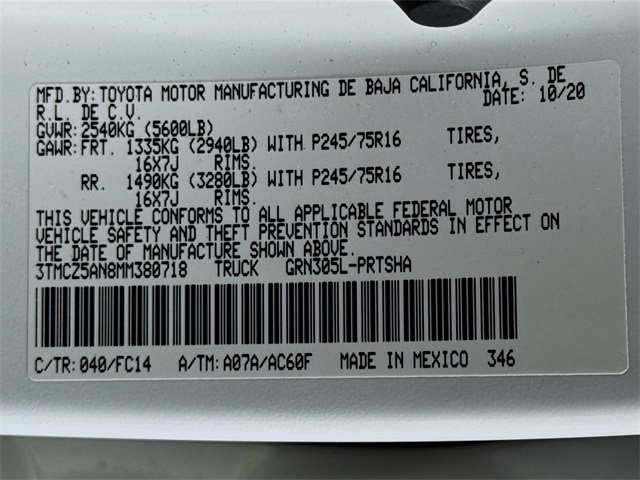 MFD.BY:TOYOTA MOTOR MANUFACTURING DE BAJA CALIFORNIA, S. DE
R.L. DE C.V. DATE: 10/20
GVWR:2540KG (5600LB)
GAWR:FRT. 1335KG (2940LB) WITH P245/75R16 TIRES,
16X7J RIMS.
RR. 1490KG (3280LB) WITH P245/75R16 TIRES,
16X7J RIMS.
THIS VEHICLE CONFORMS TO ALL APPLICABLE FEDERAL MOTOR
VEHICLE SAFETY AND THEFT PREVENTION STANDARDS IN EFFECT ON
THE DATE OF MANUFACTURE SHOWN ABOVE.
3TMCZ5AN8MM380718 TRUCK GRN305L-PRTSHA
C/TR:040/FC14 A/TM:A07A/AC60F MADE IN MEXICO 346